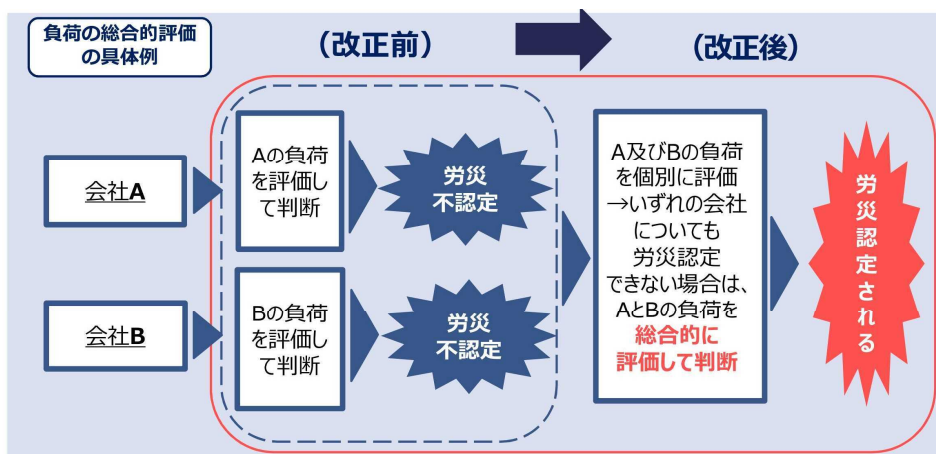 負荷の総合的評価
の具体例
（改正前）
（改正後）
会社A
Aの負荷
を評価し
て判断
労災
不認定
会社B
Bの負荷
を評価し
て判断
労災
不認定
A及びBの負荷
を個別に評価
→いずれの会社
についても
労災認定
できない場合は、
AとBの負荷を
総合的に
評価して判断
労災認定される